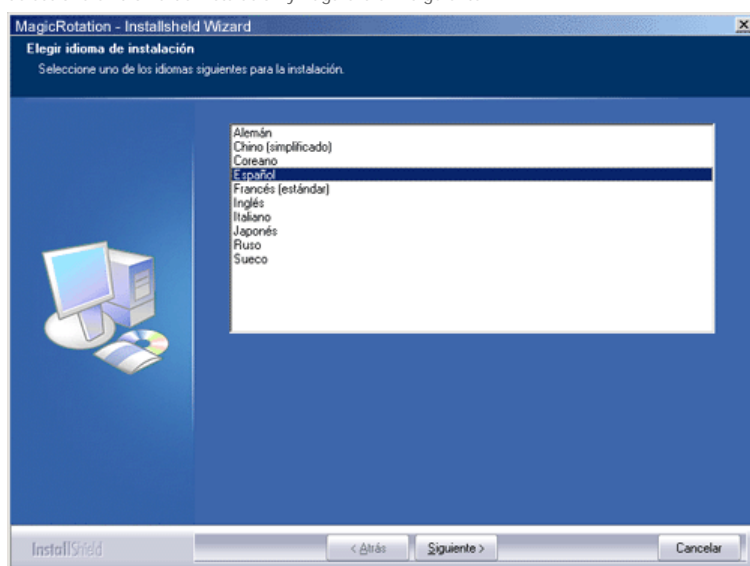 MagicRotation - Installsheld Wizard
Elegir idioma de instalación
Seleccione uno de los idiomas siguientes para la instalación.
Alemán
Chino (simplificado)
Coreano
Español
Francés (estándar)
Inglés
Italiano
Japonés
Ruso
Sueco
InstallShield
< Atrás
Siguiente >
Cancelar